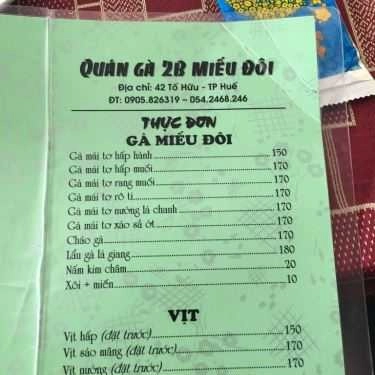 QUÁN GÀ 2B MIẾU ĐÔI
Địa chỉ: 42 Tố Hữu - TP Huế
ĐT: 0905.826319 - 054.2468.246
THỰC ĐƠN
GÀ MIẾU ĐÔI
Gà mái tơ hấp hành 150
Gà mái tơ hấp muối 170
Gà mái tơ rang muối 170
Gà mái tơ rô ti 170
Gà mái tơ nướng lá chanh 170
Gà mái tơ xáo sả ớt 170
Cháo gà 170
Lẩu gà lá giang 180
Nấm kim châm 20
Xôi + miến 10
VỊT
Vịt hấp (đặt trước) 150
Vịt sáo măng (đặt trước) 170
Vịt nướng (đặt trước) 170